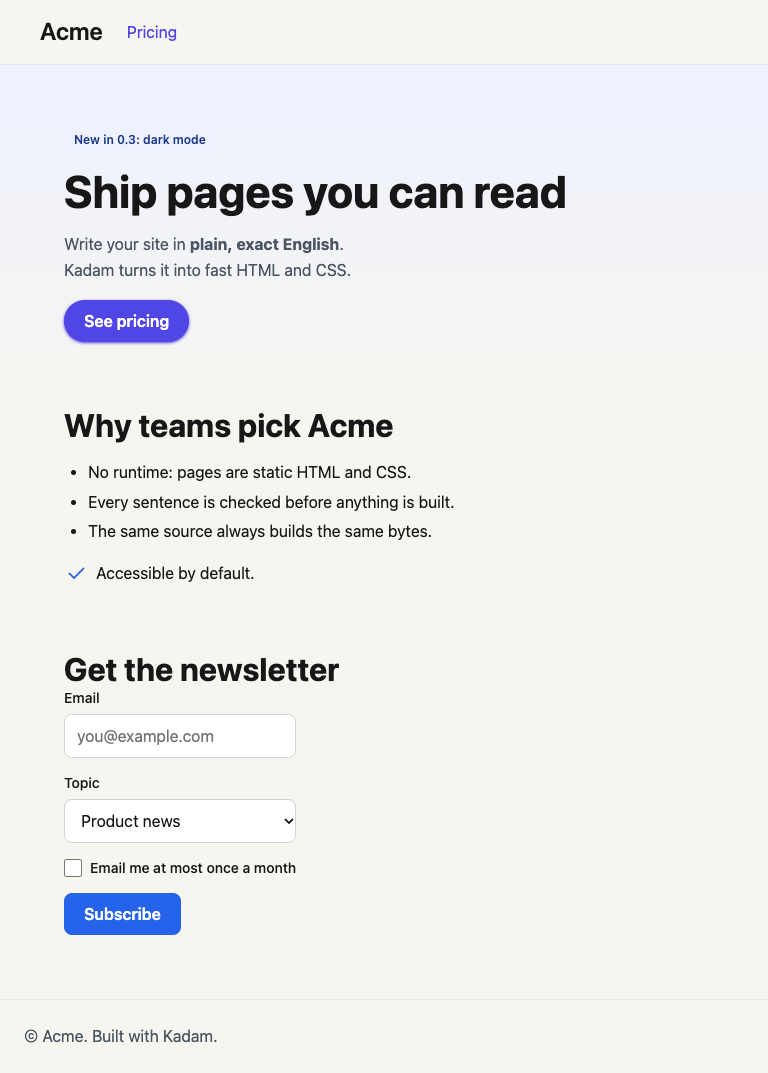 Acme
Pricing
New in 0.3: dark mode
Ship pages you can read
Write your site in plain, exact English.
Kadam turns it into fast HTML and CSS.
See pricing
Why teams pick Acme
• No runtime: pages are static HTML and CSS.
• Every sentence is checked before anything is built.
• The same source always builds the same bytes.
Accessible by default.
Get the newsletter
Email
you@example.com
Topic
Product news
Email me at most once a month
Subscribe
© Acme. Built with Kadam.